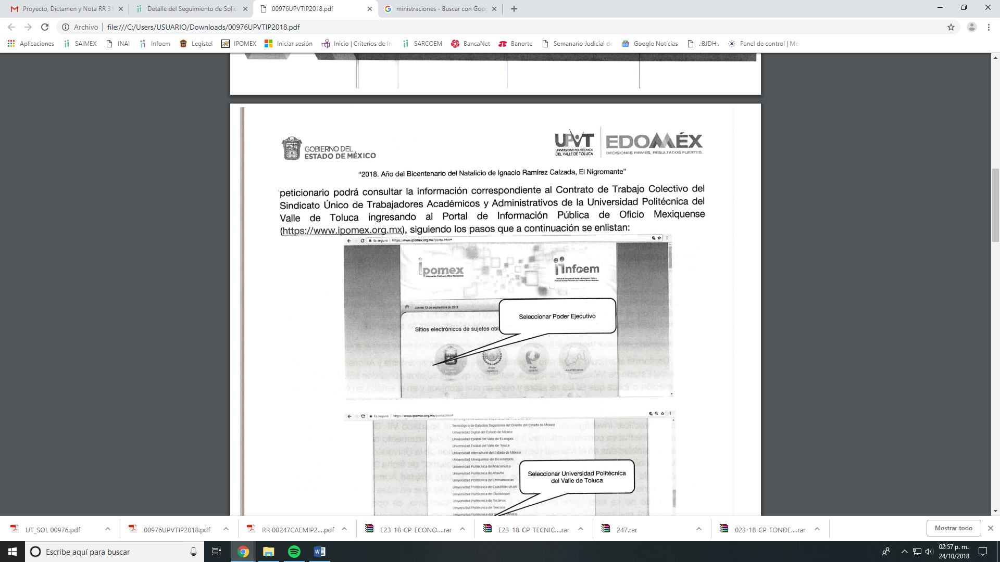 Proyecto, Dictamen y Nota RR 31
Detalle del Seguimiento de Solici
00976UPVTIP2018.pdf
ministraciones - Buscar con Goog
Archivo
file:///C:/Users/USUARIO/Downloads/00976UPVTIP2018.pdf
Aplicaciones
SAIMEX
INAI
Infoem
Legistel
IPOMEX
Iniciar sesión
Inicio | Criterios de In
SARCOEM
BancaNet
Banorte
Semanario Judicial de
Google Noticias
.:BJDH:.
Panel de control | Mé
GOBIERNO DEL
ESTADO DE MÉXICO
UPVT
UNIVERSIDAD POLITÉCNICA
DEL VALLE DE TOLUCA
EDOMÉX
DECISIONES FIRMES, RESULTADOS FUERTES.
“2018. Año del Bicentenario del Natalicio de Ignacio Ramírez Calzada, El Nigromante”
peticionario podrá consultar la información correspondiente al Contrato de Trabajo Colectivo del
Sindicato Único de Trabajadores Académicos y Administrativos de la Universidad Politécnica del
Valle de Toluca ingresando al Portal de Información Pública de Oficio Mexiquense
(https://www.ipomex.org.mx), siguiendo los pasos que a continuación se enlistan:
Es seguro | https://www.ipomex.org.mx/portal.htm#
ipomex
Información Pública de Oficio Mexiquense
infoem
Jueves 13 de septiembre de 2018
Seleccionar Poder Ejecutivo
Sitios electrónicos de sujetos obl
Poder
Legislativo
Poder
Judicial
Ayuntamientos
Es seguro | https://www.ipomex.org.mx/portal.htm#
Tecnológico de Estudios Superiores del Oriente del Estado de México
Universidad Digital del Estado de México
Universidad Estatal del Valle de Ecatepec
Universidad Estatal del Valle de Toluca
Universidad Intercultural del Estado de México
Universidad Mexiquense del Bicentenario
Universidad Politécnica de Atlacomulco
Universidad Politécnica de Atlautla
Universidad Politécnica de Chimalhuacán
Universidad Politécnica de Cuautitlán Izcalli
Universidad Politécnica de Otzolotepec
Universidad Politécnica de Tecámac
Universidad Politécnica de Texcoco
Universidad Politécnica del Valle de México
Seleccionar Universidad Politécnica
del Valle de Toluca
UT_SOL 00976.pdf
00976UPVTIP2018.pdf
RR 00247CAEMIP2....pdf
E23-18-CP-ECONO....rar
E23-18-CP-TECNIC....rar
247.rar
023-18-CP-FONDE....rar
Mostrar todo
Escribe aquí para buscar
02:57 p. m.
24/10/2018